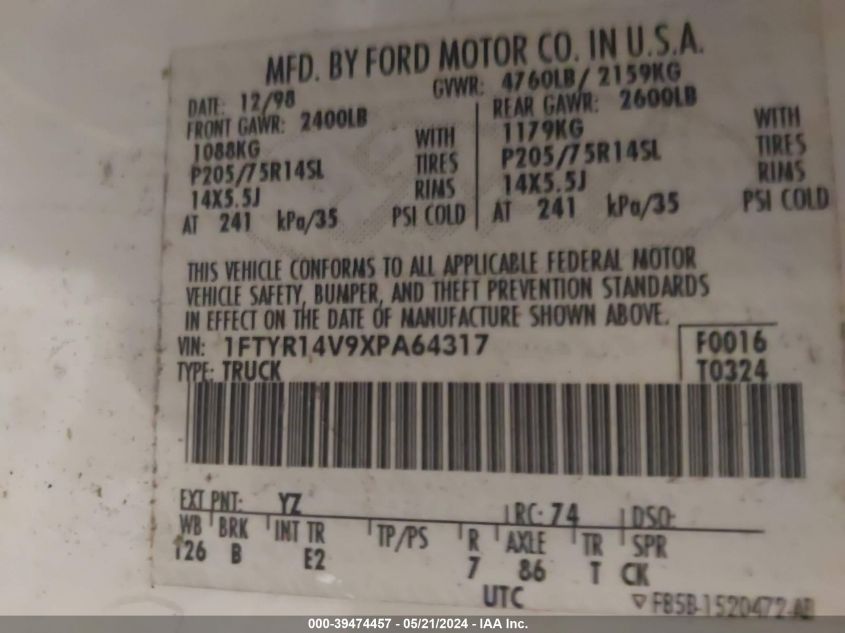 MFD. BY FORD MOTOR CO. IN U.S.A.
DATE: 12/98 GVWR: 4760LB/ 2159KG
FRONT GAWR: 2400LB REAR GAWR: 2600LB
1088KG WITH 1179KG WITH
P205/75R14SL TIRES P205/75R14SL TIRES
14X5.5J RIMS 14X5.5J RIMS
AT 241 kPa/35 PSI COLD AT 241 kPa/35 PSI COLD
THIS VEHICLE CONFORMS TO ALL APPLICABLE FEDERAL MOTOR
VEHICLE SAFETY, BUMPER, AND THEFT PREVENTION STANDARDS
IN EFFECT ON THE DATE OF MANUFACTURE SHOWN ABOVE.
VIN: 1FTYR14V9XPA64317 F0016
TYPE: TRUCK T0324
EXT PNT: YZ RC: 74 DSO:
WB BRK INT TR TP/PS R AXLE TR SPR
126 B E2 7 86 T CK
UTC ▽ F85B-1520472-AB
000-39474457 / 05/21/2024 - IAA Inc.